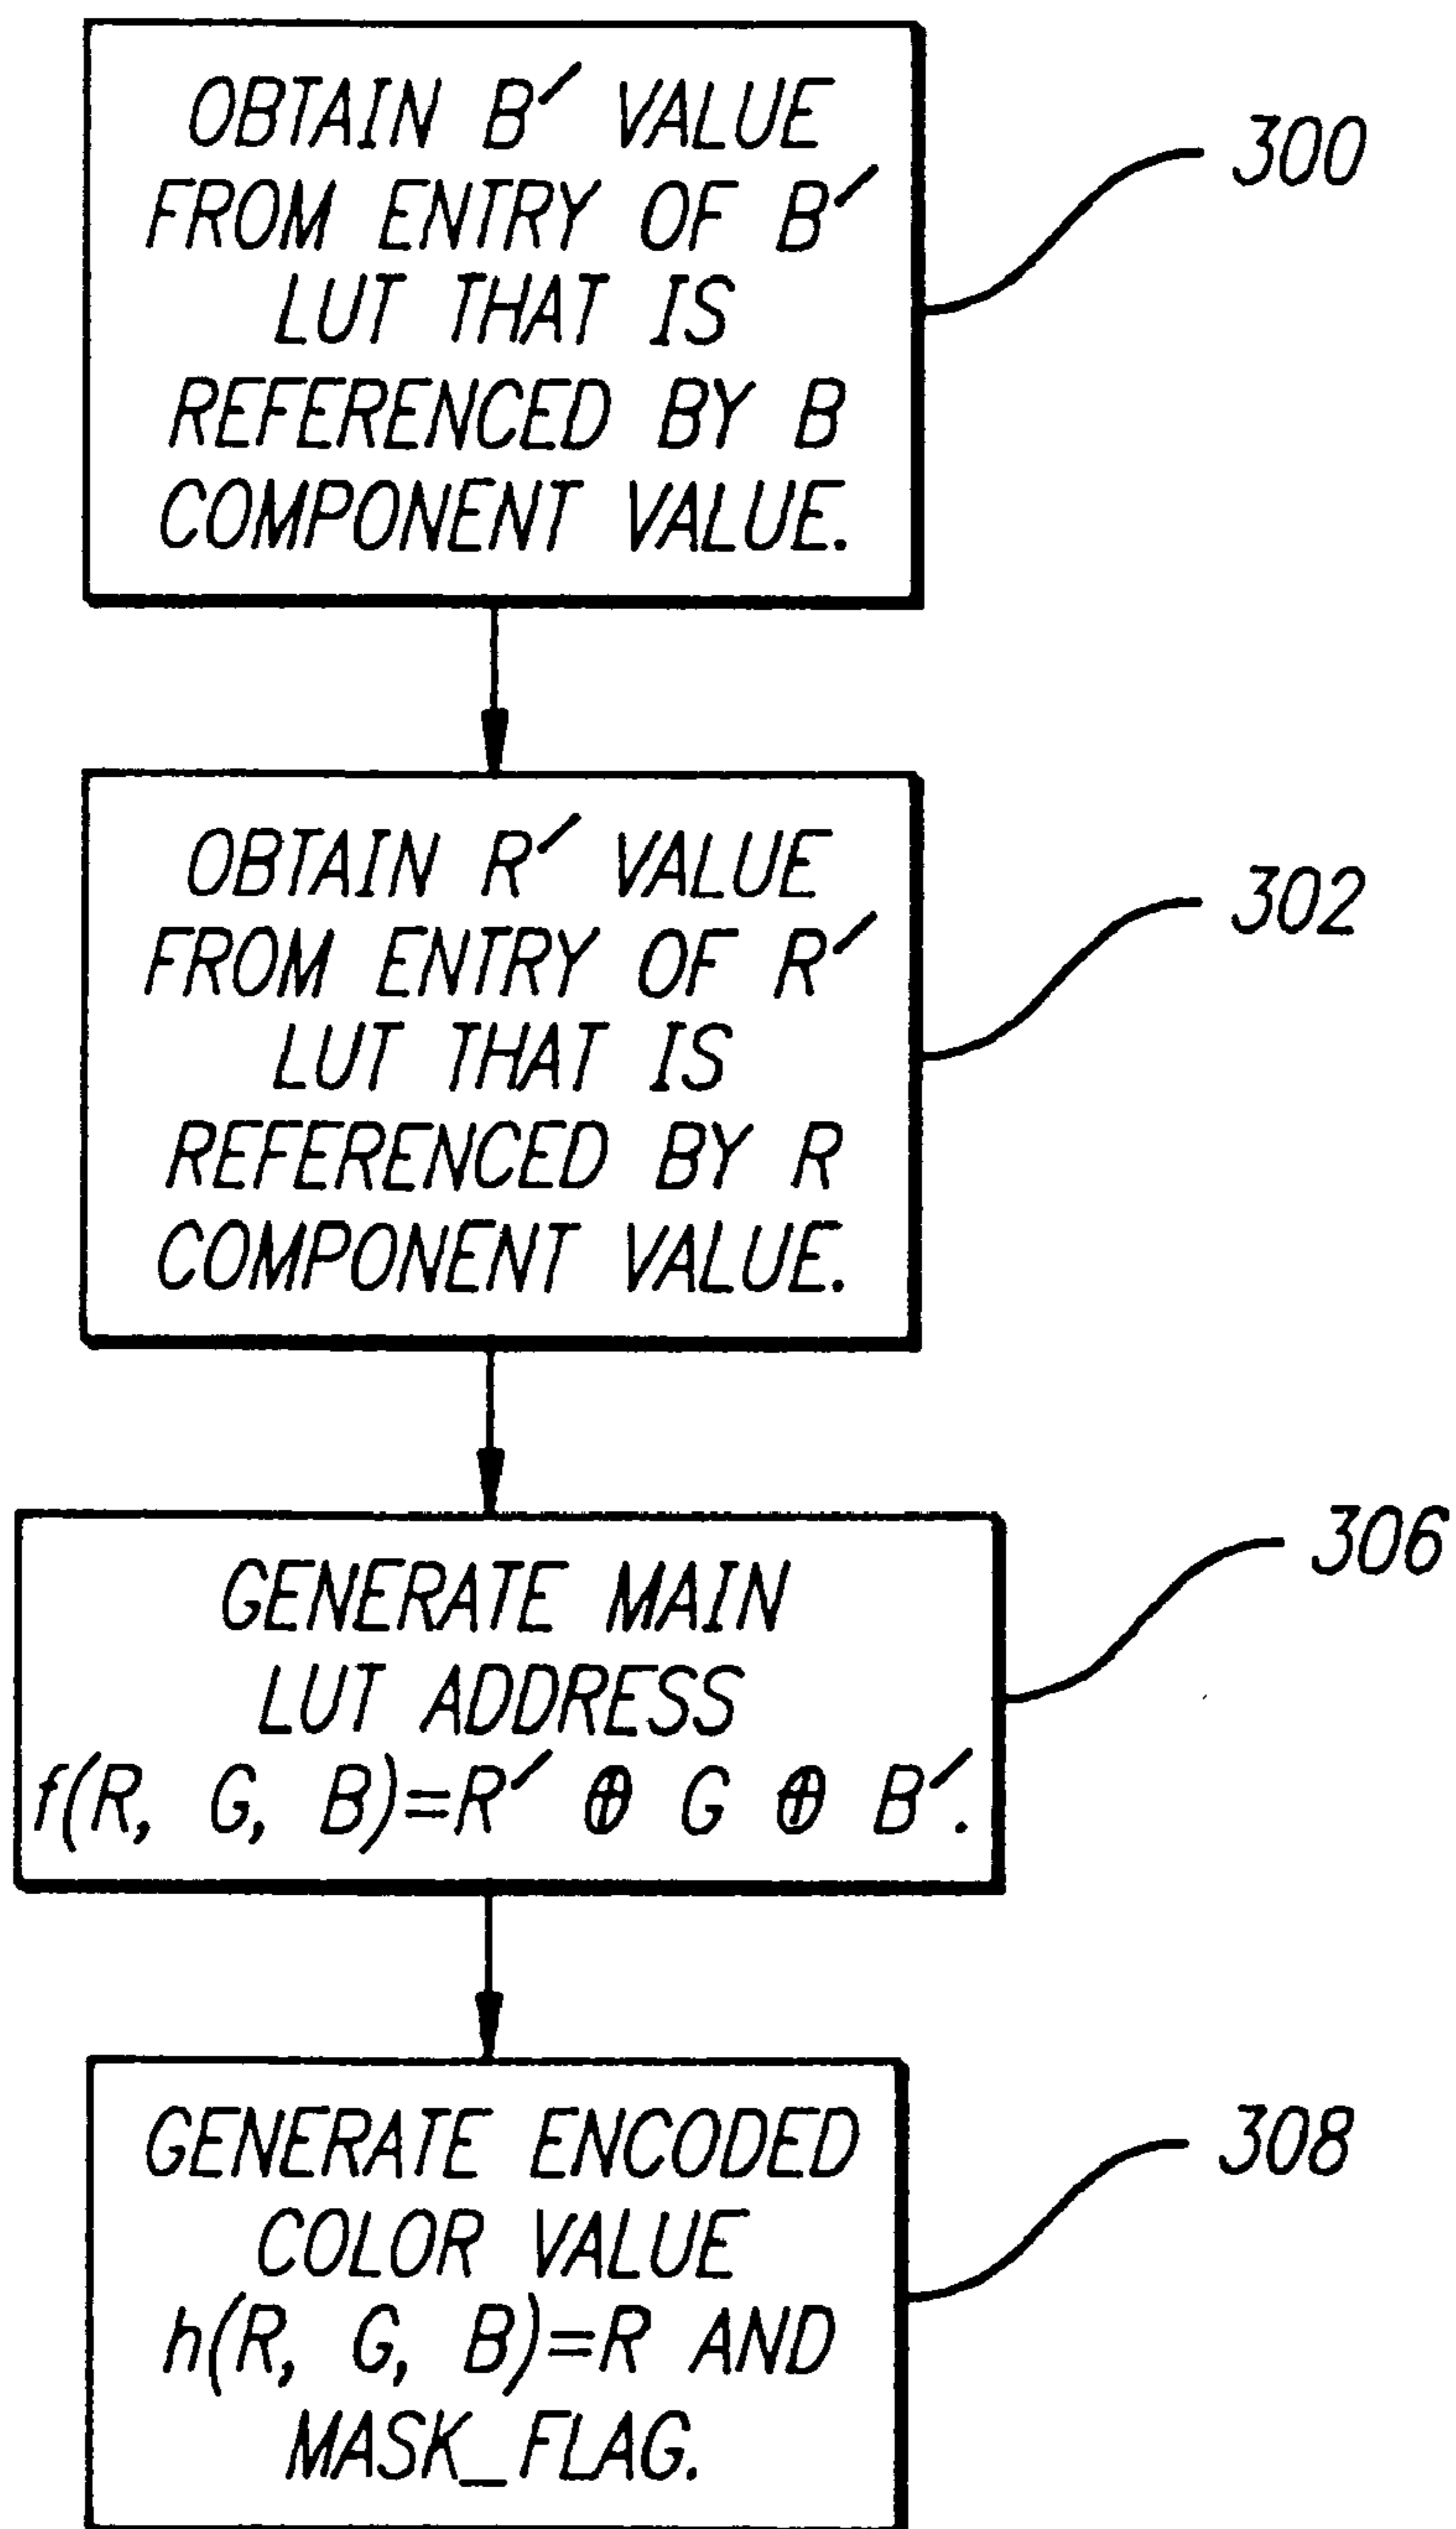 OBTAIN B′ VALUE
FROM ENTRY OF B′
LUT THAT IS
REFERENCED BY B
COMPONENT VALUE.
300
OBTAIN R′ VALUE
FROM ENTRY OF R′
LUT THAT IS
REFERENCED BY R
COMPONENT VALUE.
302
GENERATE MAIN
LUT ADDRESS
f(R, G, B)=R′ ⊕ G ⊕ B′.
306
GENERATE ENCODED
COLOR VALUE
h(R, G, B)=R AND
MASK_FLAG.
308